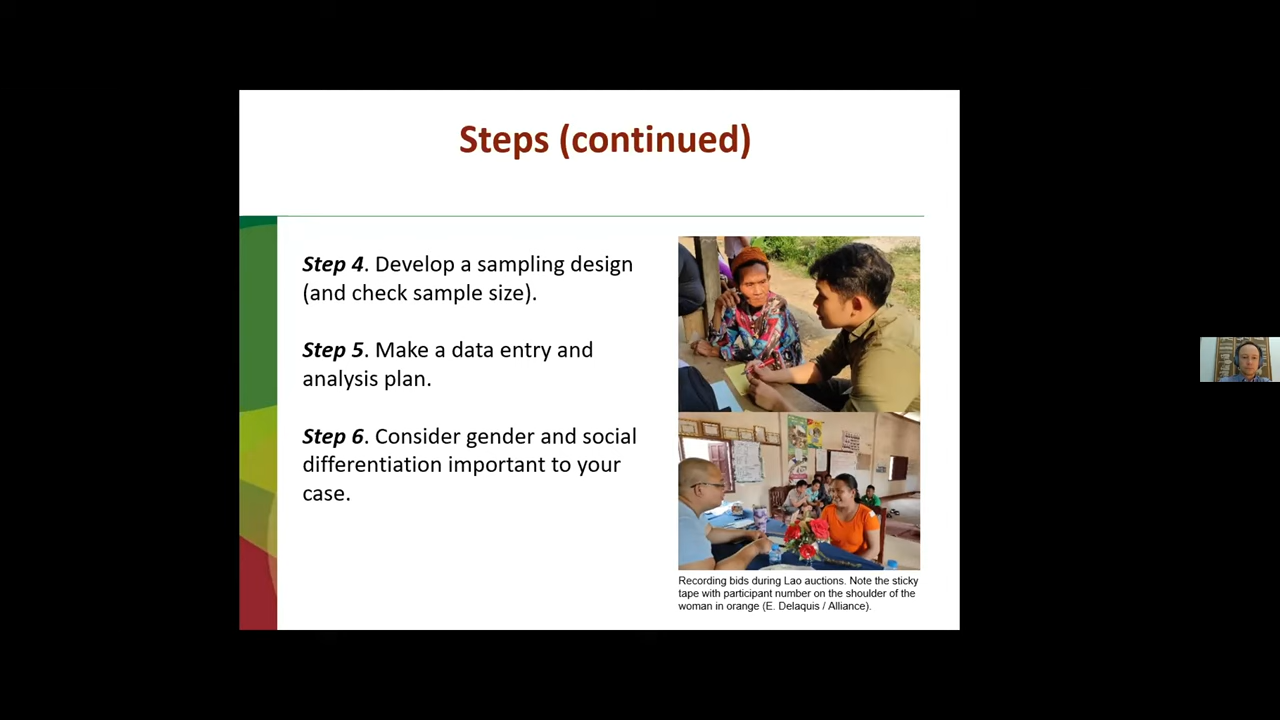 Steps (continued)
Step 4. Develop a sampling design
(and check sample size).
Step 5. Make a data entry and
analysis plan.
Step 6. Consider gender and social
differentiation important to your
case.
Recording bids during Lao auctions. Note the sticky
tape with participant number on the shoulder of the
woman in orange (E. Delaquis / Alliance).